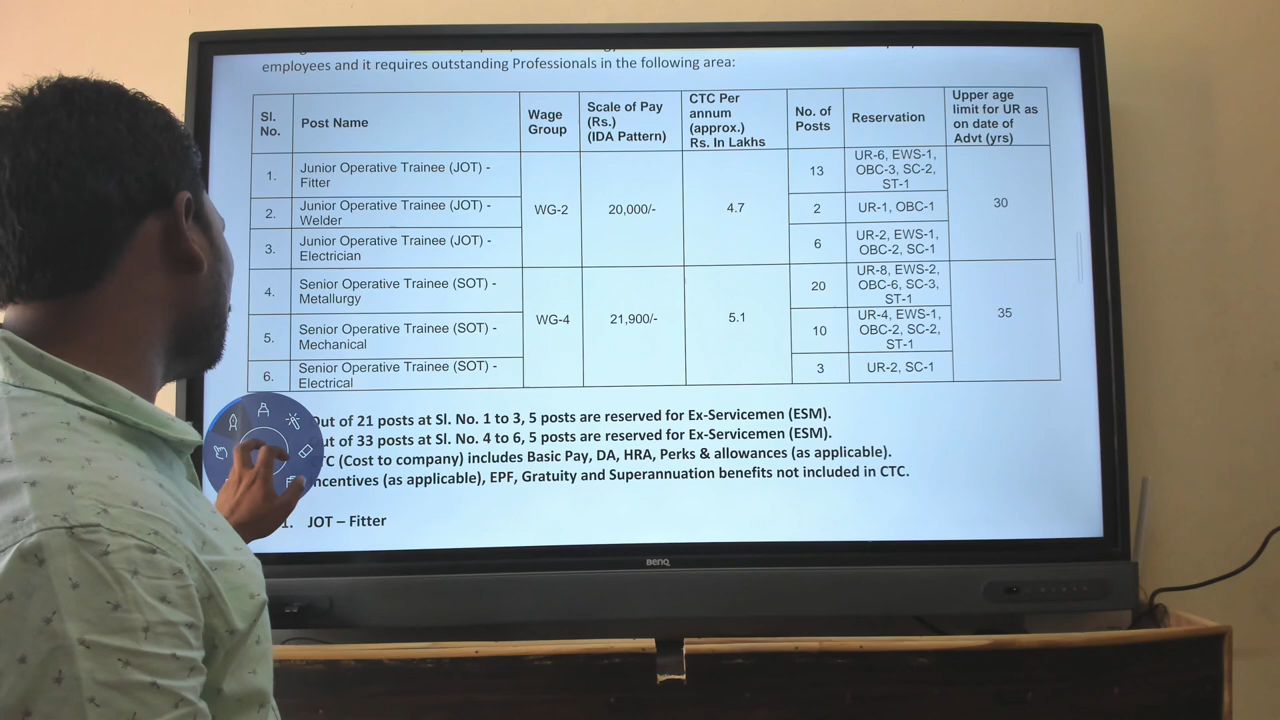 employees and it requires outstanding Professionals in the following area:
Sl. No. Post Name Wage Group Scale of Pay (Rs.) (IDA Pattern) CTC Per annum (approx.) Rs. In Lakhs No. of Posts Reservation Upper age limit for UR as on date of Advt (yrs)
1. Junior Operative Trainee (JOT) - Fitter 13 UR-6, EWS-1, OBC-3, SC-2, ST-1
2. Junior Operative Trainee (JOT) - Welder WG-2 20,000/- 4.7 2 UR-1, OBC-1 30
3. Junior Operative Trainee (JOT) - Electrician 6 UR-2, EWS-1, OBC-2, SC-1
4. Senior Operative Trainee (SOT) - Metallurgy 20 UR-8, EWS-2, OBC-6, SC-3, ST-1
5. Senior Operative Trainee (SOT) - Mechanical WG-4 21,900/- 5.1 10 UR-4, EWS-1, OBC-2, SC-2, ST-1 35
6. Senior Operative Trainee (SOT) - Electrical 3 UR-2, SC-1
Out of 21 posts at Sl. No. 1 to 3, 5 posts are reserved for Ex-Servicemen (ESM).
ut of 33 posts at Sl. No. 4 to 6, 5 posts are reserved for Ex-Servicemen (ESM).
TC (Cost to company) includes Basic Pay, DA, HRA, Perks & allowances (as applicable).
ncentives (as applicable), EPF, Gratuity and Superannuation benefits not included in CTC.
1. JOT – Fitter
BenQ